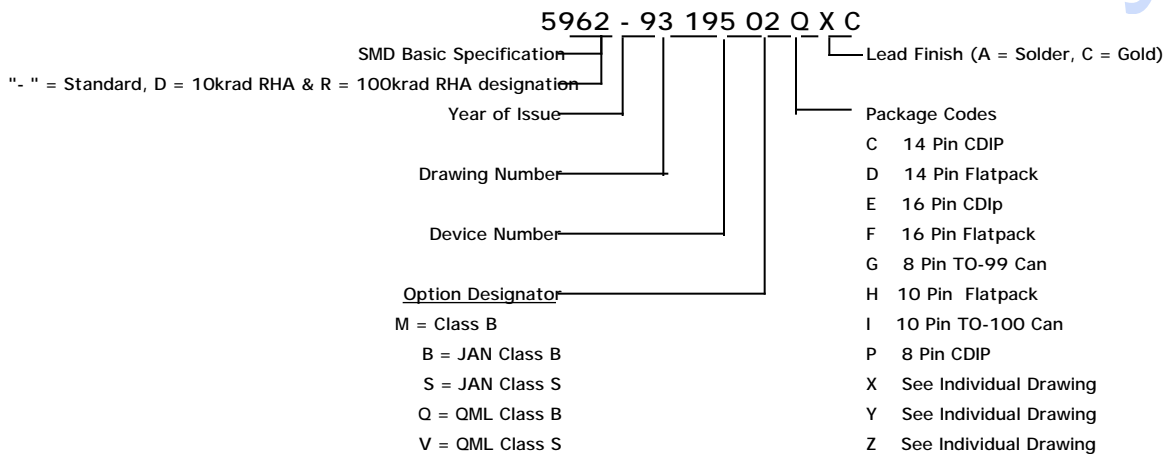 5962 - 93 195 02 Q X C
SMD Basic Specification
Lead Finish (A = Solder, C = Gold)
"- " = Standard, D = 10krad RHA & R = 100krad RHA designation
Year of Issue
Package Codes
C 14 Pin CDIP
Drawing Number
D 14 Pin Flatpack
E 16 Pin CDIp
Device Number
F 16 Pin Flatpack
G 8 Pin TO-99 Can
Option Designator
H 10 Pin Flatpack
M = Class B
I 10 Pin TO-100 Can
B = JAN Class B
P 8 Pin CDIP
S = JAN Class S
X See Individual Drawing
Q = QML Class B
Y See Individual Drawing
V = QML Class S
Z See Individual Drawing